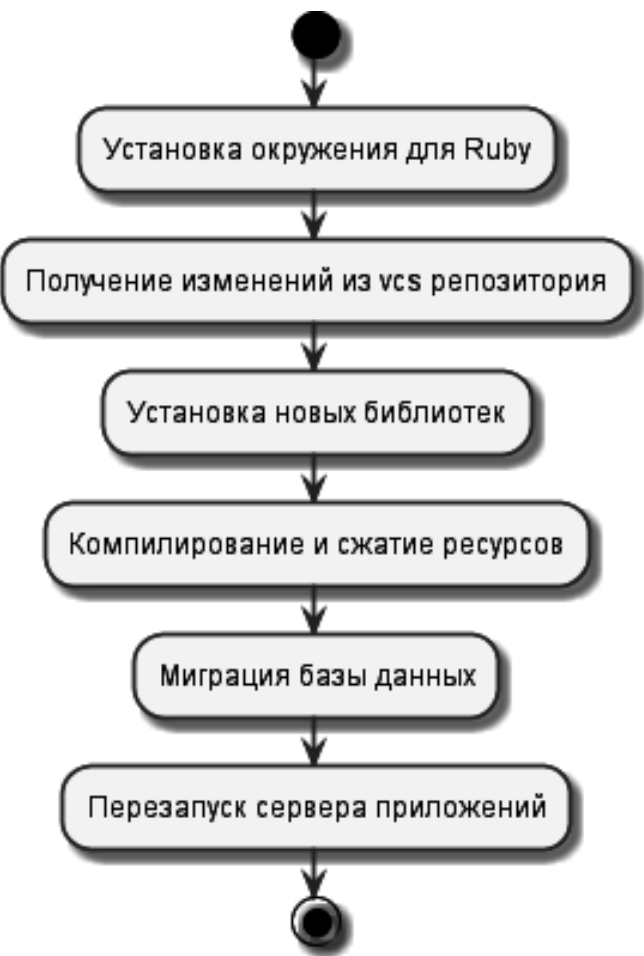 Установка окружения для Ruby
Получение изменений из vcs репозитория
Установка новых библиотек
Компилирование и сжатие ресурсов
Миграция базы данных
Перезапуск сервера приложений